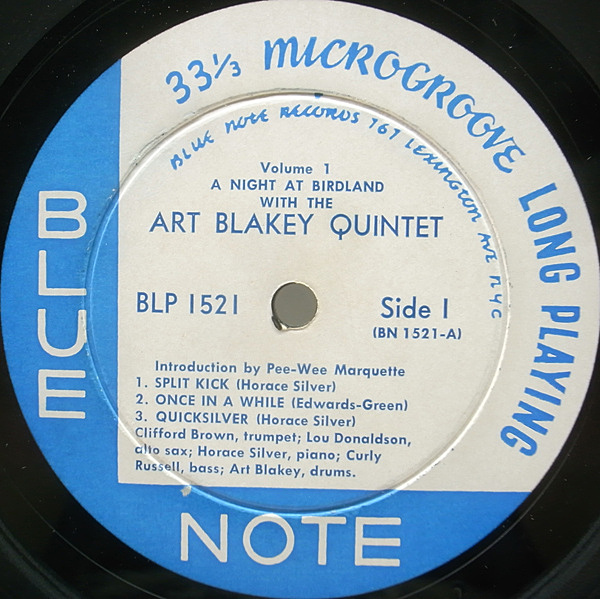 33⅓ MICROGROOVE LONG PLAYING
BLUE NOTE RECORDS 767 LEXINGTON AVE NYC
Volume 1
A NIGHT AT BIRDLAND
WITH THE
ART BLAKEY QUINTET
BLP 1521
Side 1
(BN 1521-A)
Introduction by Pee-Wee Marquette
1. SPLIT KICK (Horace Silver)
2. ONCE IN A WHILE (Edwards-Green)
3. QUICKSILVER (Horace Silver)
Clifford Brown, trumpet; Lou Donaldson,
alto sax; Horace Silver, piano; Curly
Russell, bass; Art Blakey, drums.
BLUE
NOTE